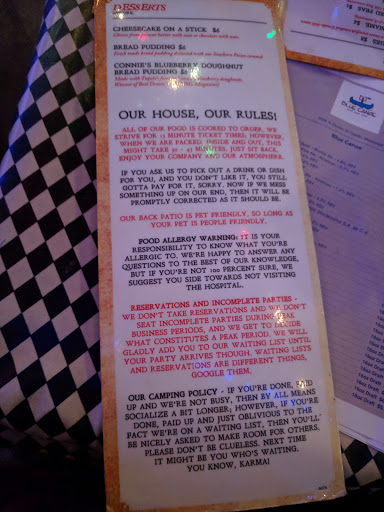 DESSERTS
CHEESECAKE ON A STICK $6
BREAD PUDDING $6
CONNIE'S BLUEBERRY DOUGHNUT
BREAD PUDDING
OUR HOUSE, OUR RULES!
ALL OF OUR FOOD IS COOKED TO ORDER, WE
STRIVE FOR 15 MINUTE TICKET TIMES; HOWEVER,
WHEN WE ARE PACKED, INSIDE AND OUT, THIS
MIGHT TAKE 30 - 45 MINUTES, JUST SIT BACK,
ENJOY YOUR COMPANY AND OUR ATMOSPHERE.
IF YOU ASK US TO PICK OUT A DRINK OR DISH
FOR YOU, AND YOU DON'T LIKE IT, YOU STILL
GOTTA PAY FOR IT, SORRY. NOW IF WE MESS
SOMETHING UP ON OUR END, THEN IT WILL BE
PROMPTLY CORRECTED AS IT SHOULD BE.
OUR BACK PATIO IS PET FRIENDLY, SO LONG AS
YOUR PET IS PEOPLE FRIENDLY.
FOOD ALLERGY WARNING: IT IS YOUR
RESPONSIBILITY TO KNOW WHAT YOU'RE
ALLERGIC TO, WE'RE HAPPY TO ANSWER ANY
QUESTIONS TO THE BEST OF OUR KNOWLEDGE,
BUT IF YOU'RE NOT 100 PERCENT SURE, WE
SUGGEST YOU SIDE TOWARDS NOT VISITING
THE HOSPITAL.
RESERVATIONS AND INCOMPLETE PARTIES -
WE DON'T TAKE RESERVATIONS AND WE DON'T
SEAT INCOMPLETE PARTIES DURING PEAK
BUSINESS PERIODS, AND WE GET TO DECIDE
WHAT CONSTITUTES A PEAK PERIOD. WE WILL
GLADLY ADD YOU TO OUR WAITING LIST UNTIL
YOUR PARTY ARRIVES THOUGH. WAITING LISTS
AND RESERVATIONS ARE DIFFERENT THINGS,
GOOGLE THEM.
OUR CAMPING POLICY - IF YOU'RE DONE, PAID
UP AND WE'RE NOT BUSY, THEN BY ALL MEANS
SOCIALIZE A BIT LONGER; HOWEVER, IF YOU'RE
DONE, PAID UP AND JUST OBLIVIOUS TO THE
FACT WE'RE ON A WAITING LIST, THEN YOU'LL
BE NICELY ASKED TO MAKE ROOM FOR OTHERS.
PLEASE DON'T BE CLUELESS. NEXT TIME
IT MIGHT BE YOU WHO'S WAITING.
YOU KNOW, KARMA!
Blue Canoe